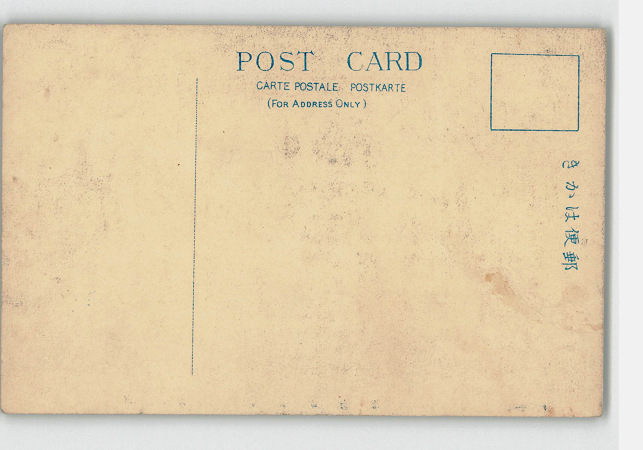 POST CARD
CARTE POSTALE POSTKARTE
(FOR ADDRESS ONLY)
きかは便郵